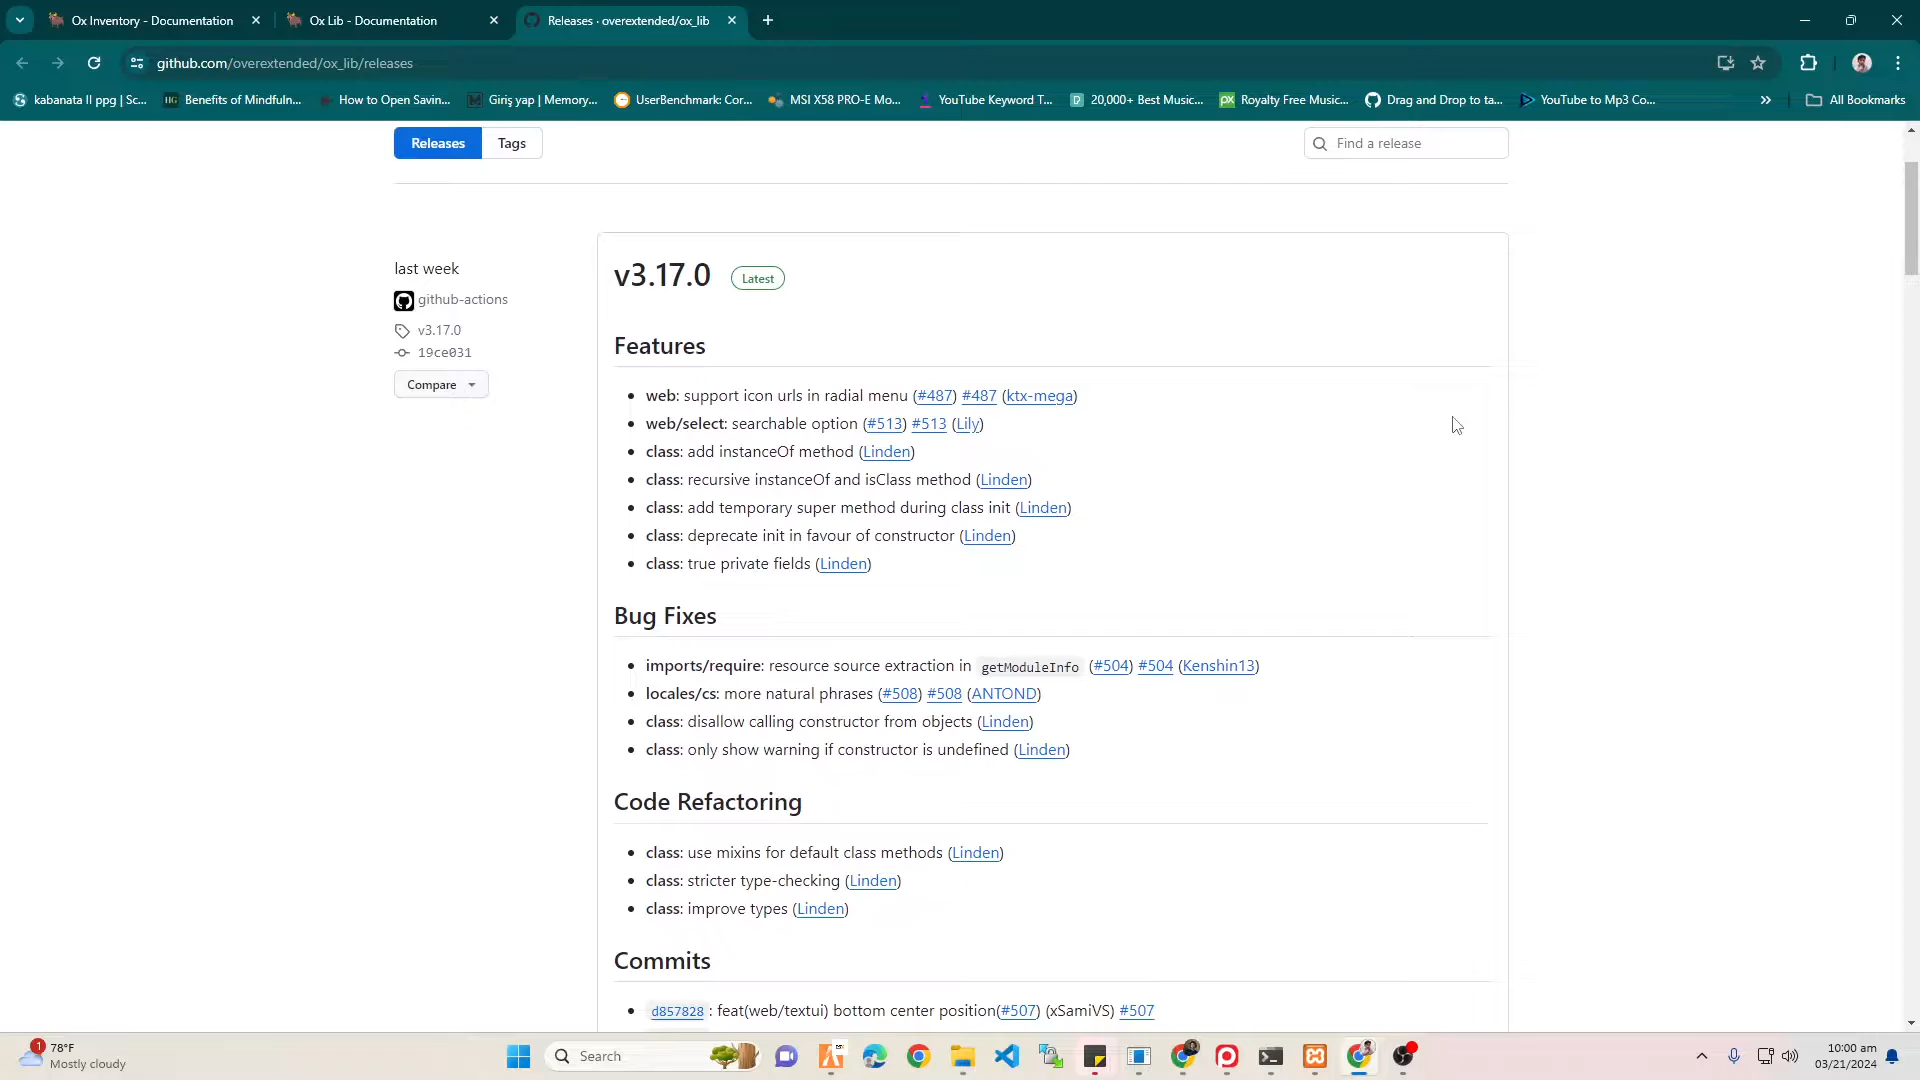 Ox Inventory - Documentation
Ox Lib - Documentation
Releases · overextended/ox_lib
github.com/overextended/ox_lib/releases
kabanata II ppg | Sc...
Benefits of Mindfuln...
How to Open Savin...
Giriş yap | Memory...
UserBenchmark: Cor...
MSI X58 PRO-E Mo...
YouTube Keyword T...
20,000+ Best Music...
Royalty Free Music...
Drag and Drop to ta...
YouTube to Mp3 Co...
All Bookmarks
Releases
Tags
Find a release
last week
github-actions
v3.17.0
19ce031
Compare
v3.17.0 Latest
Features
web: support icon urls in radial menu (#487) #487 (ktx-mega)
web/select: searchable option (#513) #513 (Lily)
class: add instanceOf method (Linden)
class: recursive instanceOf and isClass method (Linden)
class: add temporary super method during class init (Linden)
class: deprecate init in favour of constructor (Linden)
class: true private fields (Linden)
Bug Fixes
imports/require: resource source extraction in getModuleInfo (#504) #504 (Kenshin13)
locales/cs: more natural phrases (#508) #508 (ANTOND)
class: disallow calling constructor from objects (Linden)
class: only show warning if constructor is undefined (Linden)
Code Refactoring
class: use mixins for default class methods (Linden)
class: stricter type-checking (Linden)
class: improve types (Linden)
Commits
d857828 : feat(web/textui) bottom center position(#507) (xSamiVS) #507
1
78°F
Mostly cloudy
Search
10:00 am
03/21/2024